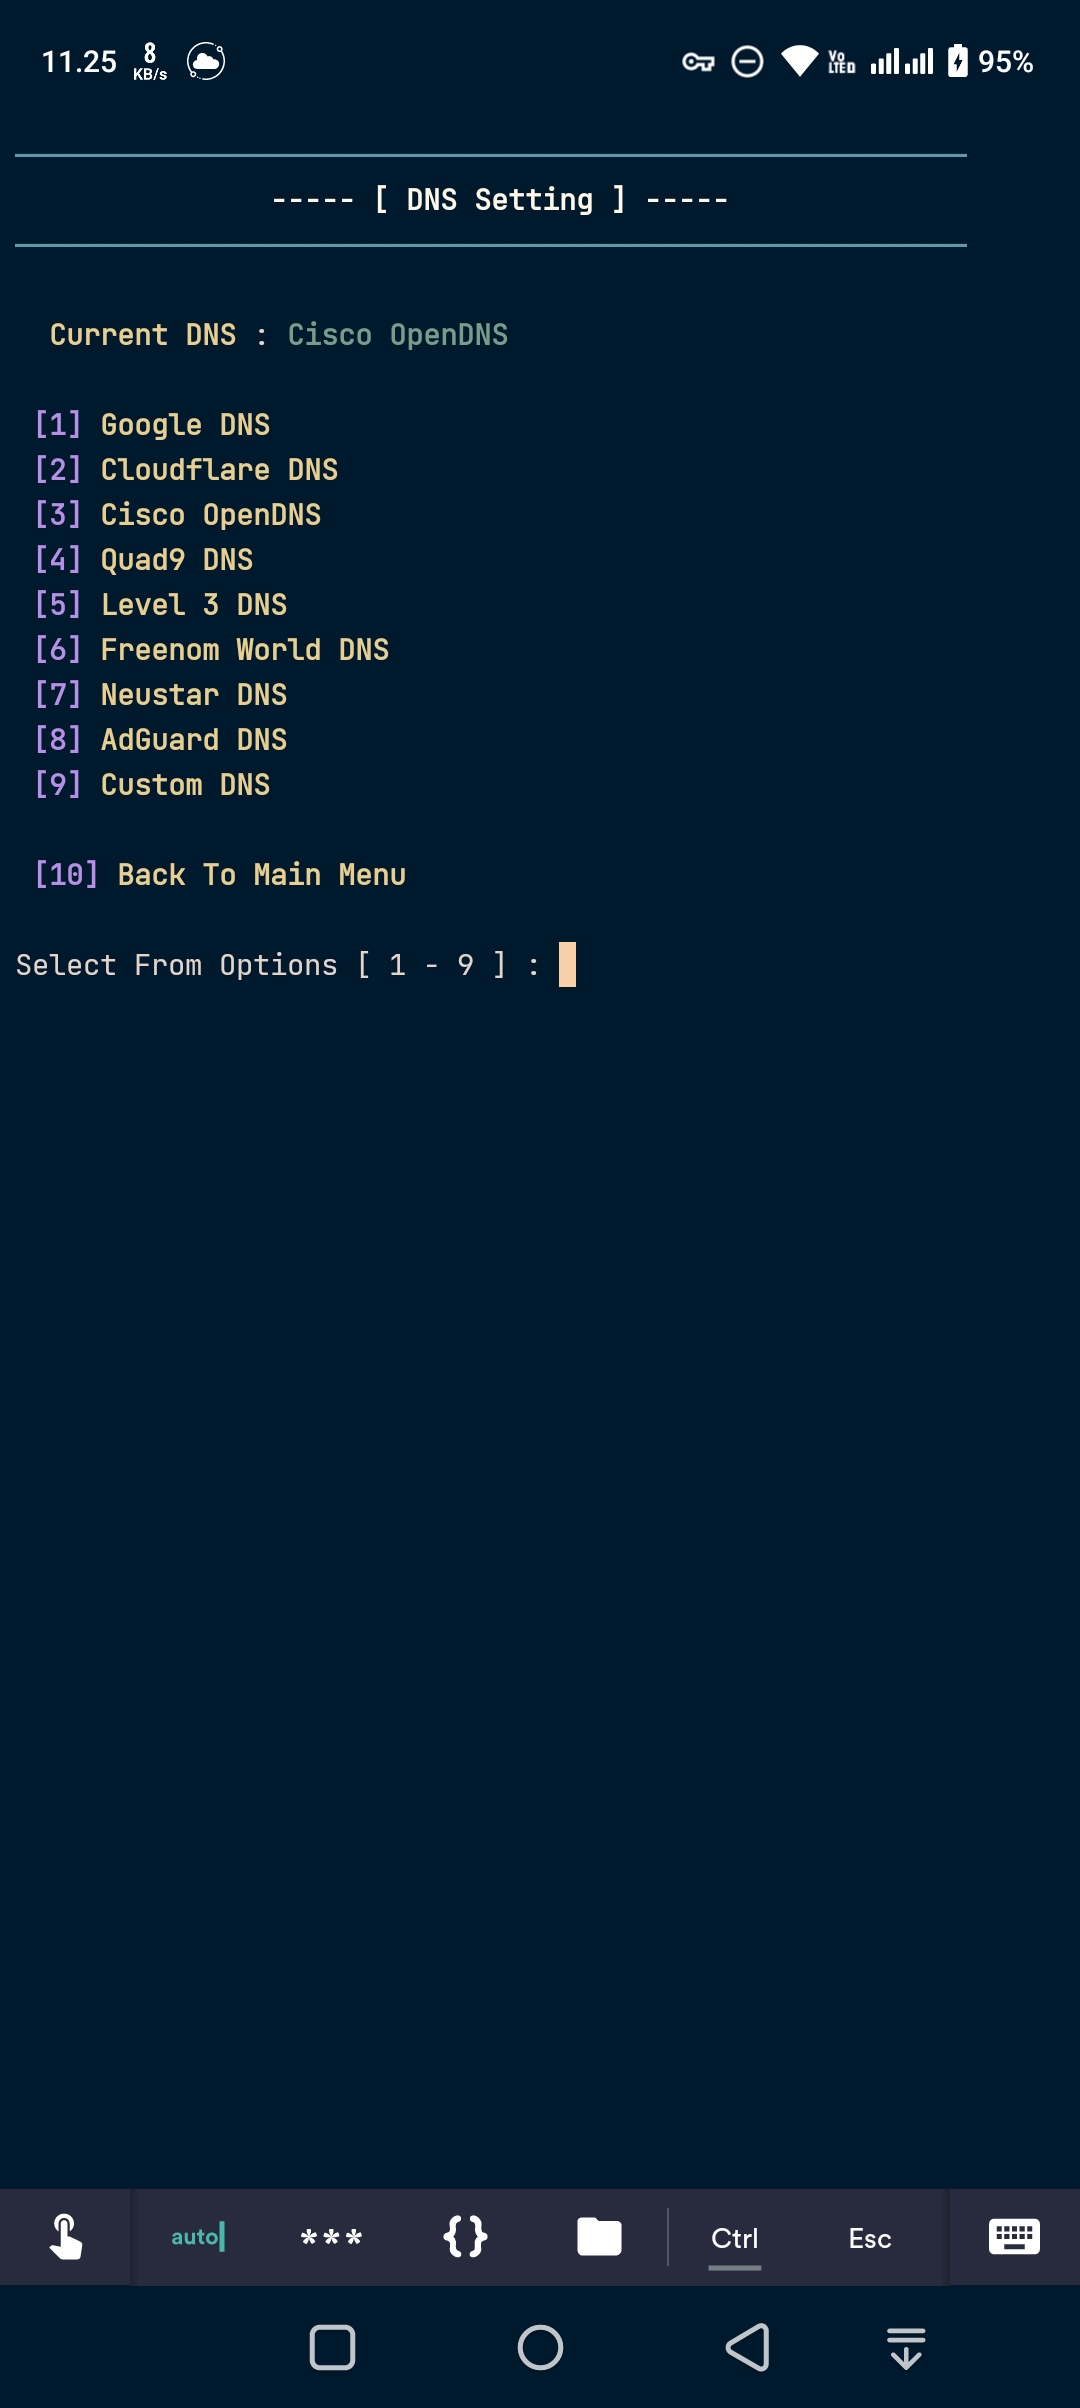 11.25 8 KB/s Vo LTE D 95%
----- [ DNS Setting ] -----
Current DNS : Cisco OpenDNS
[1] Google DNS
[2] Cloudflare DNS
[3] Cisco OpenDNS
[4] Quad9 DNS
[5] Level 3 DNS
[6] Freenom World DNS
[7] Neustar DNS
[8] AdGuard DNS
[9] Custom DNS
[10] Back To Main Menu
Select From Options [ 1 - 9 ] :
auto *** {} Ctrl Esc